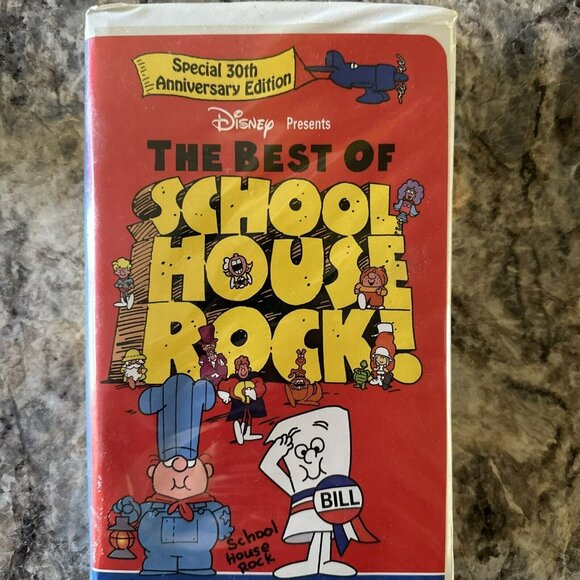 Special 30th
Anniversary Edition
Disney Presents
THE BEST OF
SCHOOL
HOUSE
ROCK!
BILL
School
House
Rock